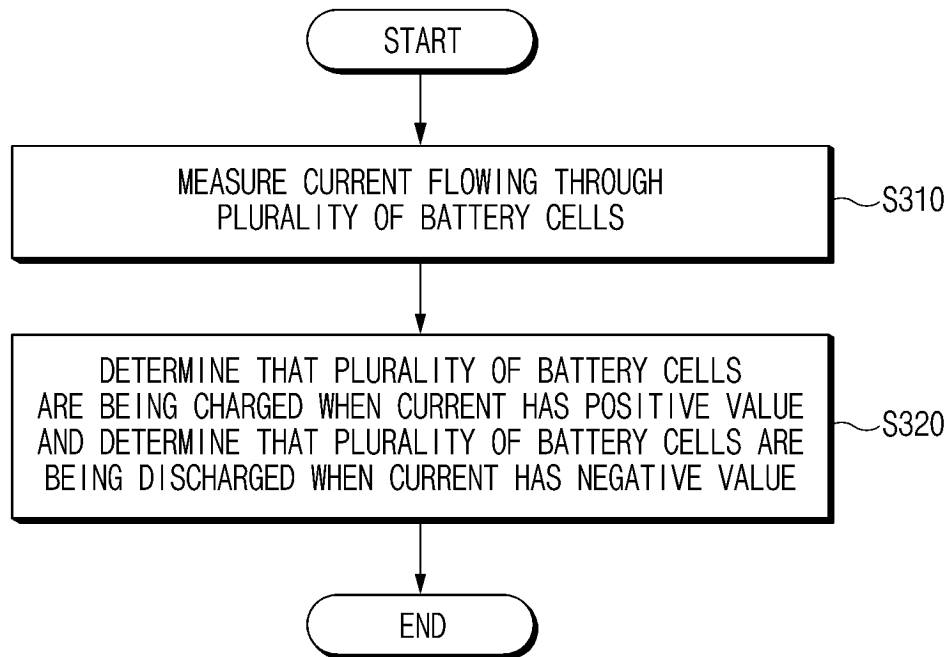 START
MEASURE CURRENT FLOWING THROUGH
PLURALITY OF BATTERY CELLS
S310
DETERMINE THAT PLURALITY OF BATTERY CELLS
ARE BEING CHARGED WHEN CURRENT HAS POSITIVE VALUE
AND DETERMINE THAT PLURALITY OF BATTERY CELLS ARE
BEING DISCHARGED WHEN CURRENT HAS NEGATIVE VALUE
S320
END